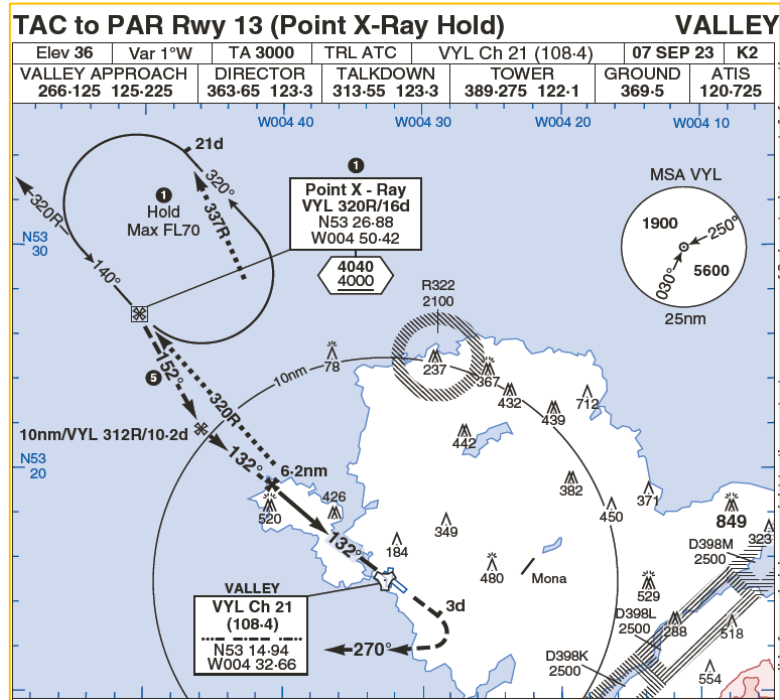 TAC to PAR Rwy 13 (Point X-Ray Hold) VALLEY
Elev 36 Var 1°W TA 3000 TRL ATC VYL Ch 21 (108·4) 07 SEP 23 K2
VALLEY APPROACH DIRECTOR TALKDOWN TOWER GROUND ATIS
266·125 125·225 363·65 123·3 313·55 123·3 389·275 122·1 369·5 120·725
W004 40 W004 30 W004 20 W004 10
21d
320°
1
Hold
Max FL70
337R
320R
140°
N53
30
1
Point X - Ray
VYL 320R/16d
N53 26·88
W004 50·42
4040
4000
MSA VYL
1900
250°
5600
030°
25nm
R322
2100
237
367
432
439
712
78
10nm
442
152°
5
320R
10nm/VYL 312R/10·2d
132°
N53
20
6·2nm
520
426
382
450
371
849
323
349
184
132°
480
Mona
529
D398M
2500
VALLEY
VYL Ch 21
(108·4)
N53 14·94
W004 32·66
3d
270°
D398L
2500
288
518
D398K
2500
554